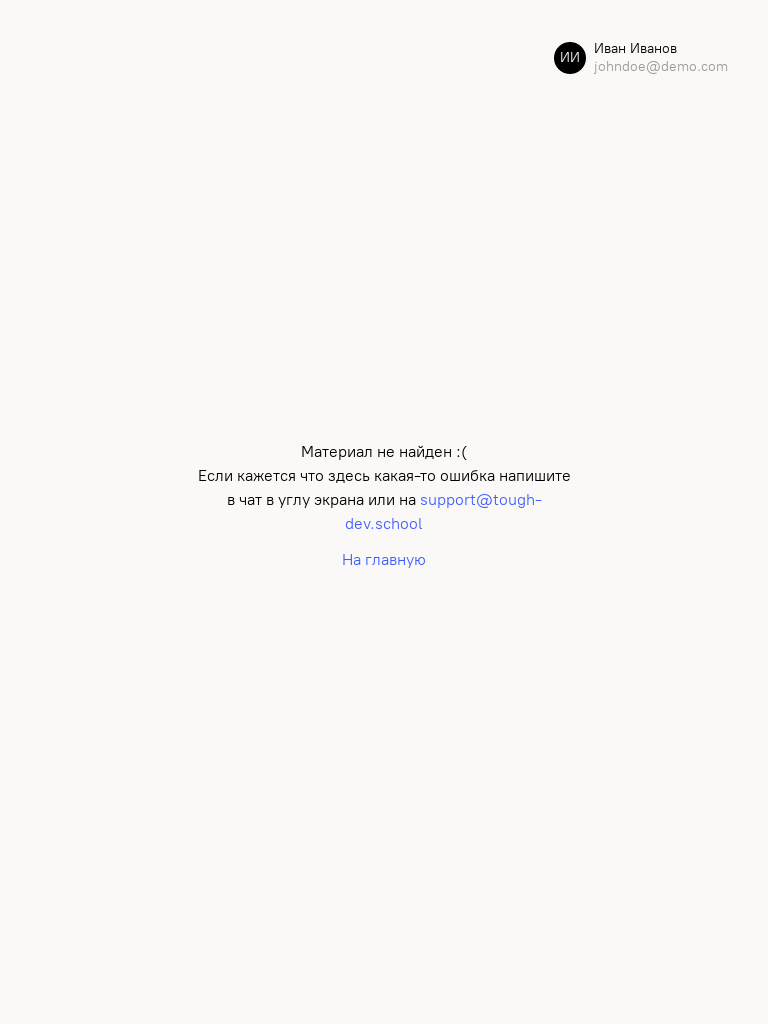 ИИ
Иван Иванов
johndoe@demo.com
Материал не найден :(
Если кажется что здесь какая-то ошибка напишите
в чат в углу экрана или на support@tough-
dev.school
На главную